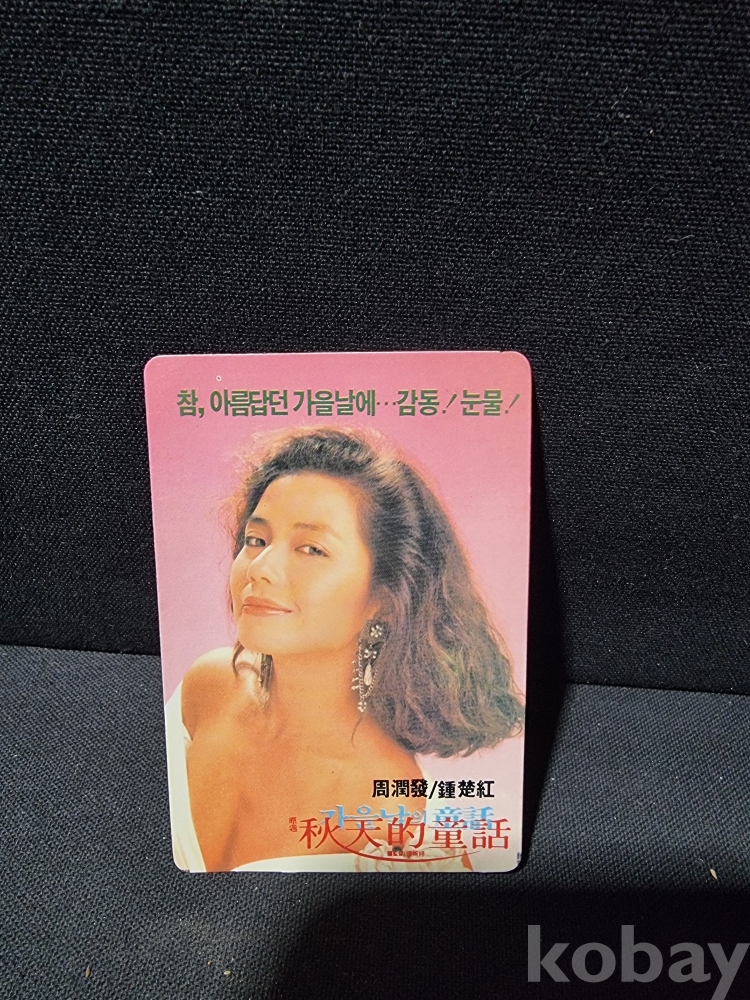 참, 아름답던 가을날에…감동! 눈물!
周潤發/鍾楚紅
가을날의 童話
秋天的童話
kobay